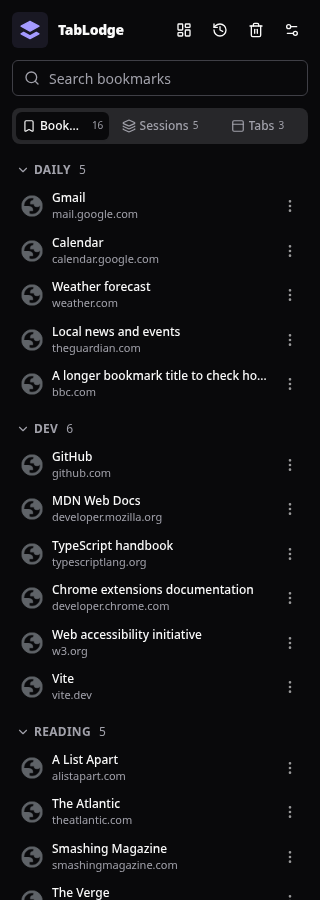 TabLodge
Search bookmarks
Book... 16
Sessions 5
Tabs 3
DAILY 5
Gmail
mail.google.com
Calendar
calendar.google.com
Weather forecast
weather.com
Local news and events
theguardian.com
A longer bookmark title to check ho...
bbc.com
DEV 6
GitHub
github.com
MDN Web Docs
developer.mozilla.org
TypeScript handbook
typescriptlang.org
Chrome extensions documentation
developer.chrome.com
Web accessibility initiative
w3.org
Vite
vite.dev
READING 5
A List Apart
alistapart.com
The Atlantic
theatlantic.com
Smashing Magazine
smashingmagazine.com
The Verge